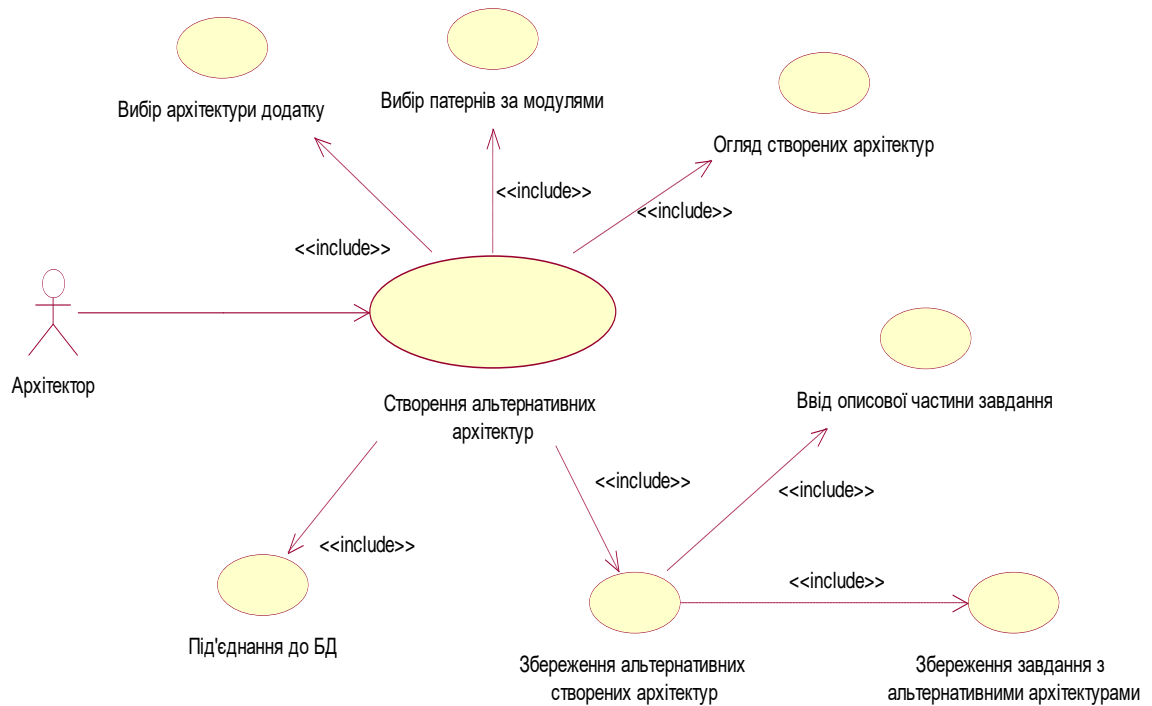 Вибір архітектури додатку
Вибір патернів за модулями
Огляд створених архітектур
<<include>>
<<include>>
<<include>>
Архітектор
Створення альтернативних
архітектур
Ввід описової частини завдання
<<include>>
<<include>>
<<include>>
<<include>>
Під'єднання до БД
Збереження альтернативних
створених архітектур
Збереження завдання з
альтернативними архітектурами